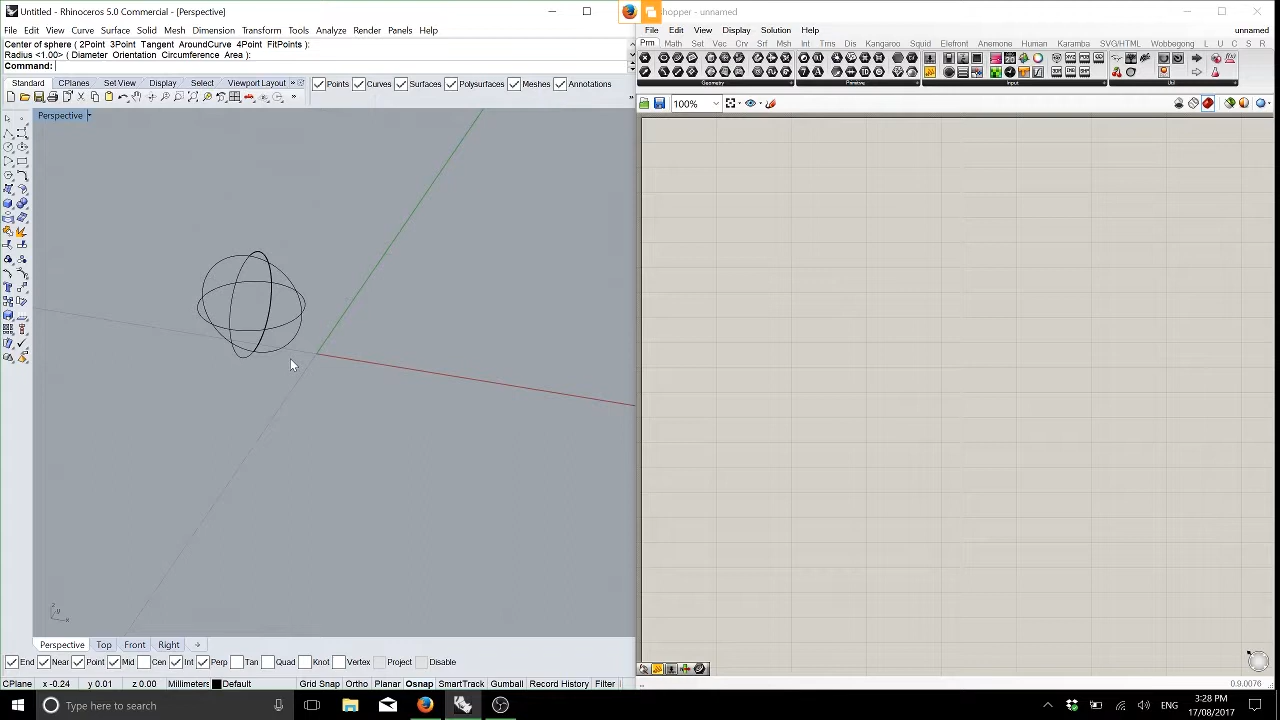 Untitled - Rhinoceros 5.0 Commercial - [Perspective]
hopper - unnamed
File Edit View Curve Surface Solid Mesh Dimension Transform Tools Analyze Render Panels Help
File Edit View Display Solution Help
unnamed
Center of sphere ( 2Point 3Point Tangent AroundCurve 4Point FitPoints ):
Radius <1.00> ( Diameter Orientation Circumference Area ):
Command:
Prm Math Set Vec Crv Srf Msh Int Trns Dis Kangaroo Squid Elefront Anemone Human Karamba SVG/HTML Wobbegong L U C S R
Geometry Primitive Input Util
Standard CPlanes Set View Display Select Viewport Layout
Points Surfaces Polysurfaces Meshes Annotations
100%
Perspective
z y x
Perspective Top Front Right
End Near Point Mid Cen Int Perp Tan Quad Knot Vertex Project Disable
CPlane x -0.24 y 0.01 z 0.00 Millimeters Default Grid Snap Ortho Planar Osnap SmartTrack Gumball Record History Filter
0.9.0076
Type here to search
ENG
3:28 PM
17/08/2017